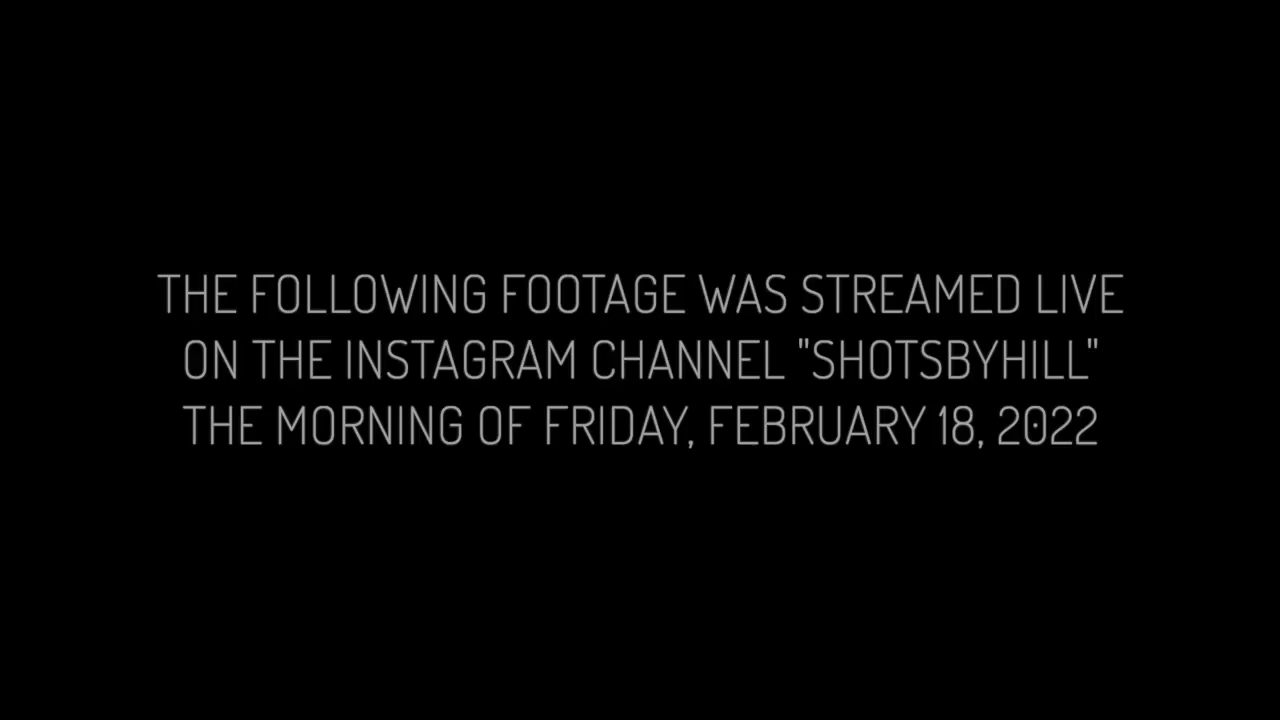 THE FOLLOWING FOOTAGE WAS STREAMED LIVE
ON THE INSTAGRAM CHANNEL "SHOTSBYHILL"
THE MORNING OF FRIDAY, FEBRUARY 18, 2022